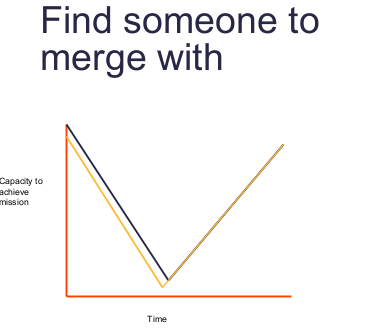 Find someone to
merge with
Capacity to
achieve
mission
Time